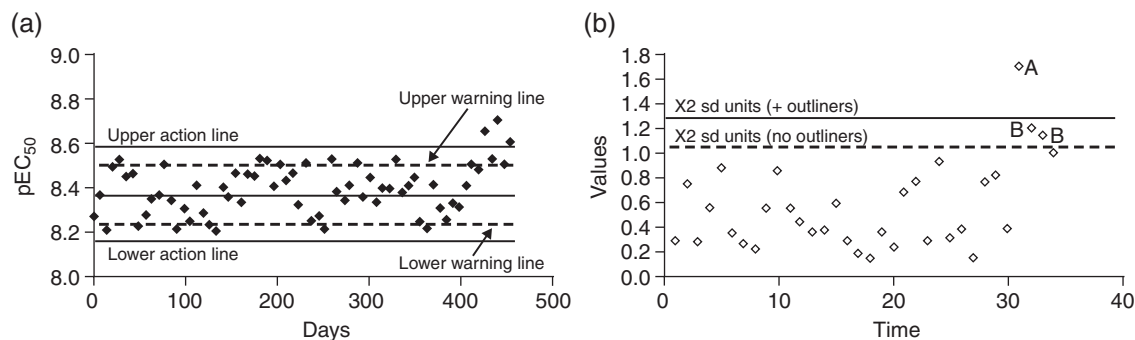 (a)
9.0
8.8
8.6
8.4
8.2
8.0
pEC50
Upper warning line
Upper action line
Lower action line
Lower warning line
0 100 200 300 400 500
Days
(b)
1.8
1.6
1.4
1.2
1.0
0.8
0.6
0.4
0.2
0.0
Values
A
X2 sd units (+ outliners)
B B
X2 sd units (no outliners)
0 10 20 30 40
Time